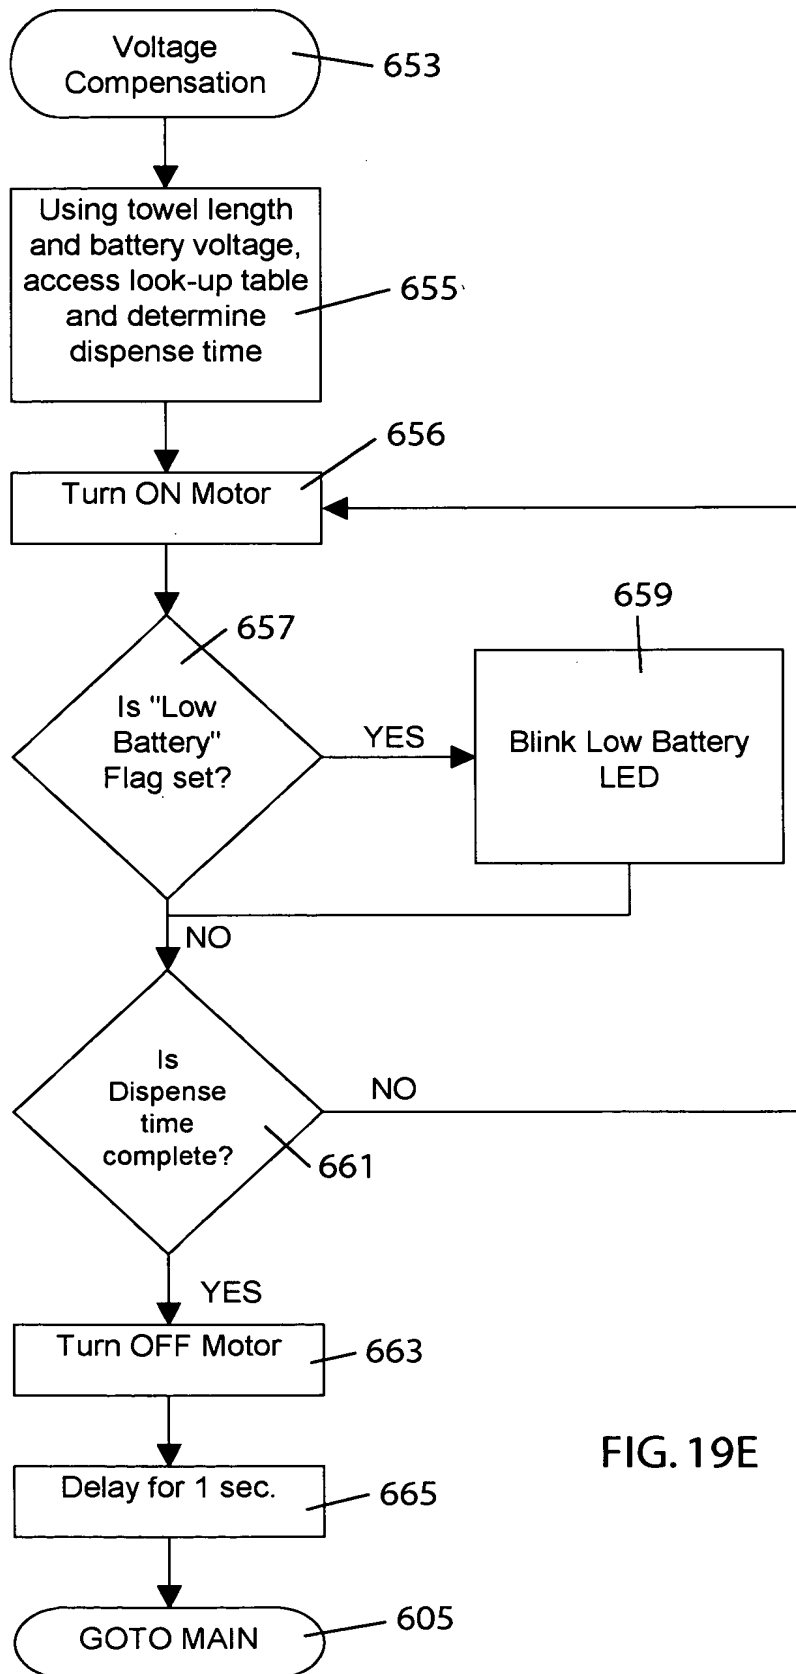 Voltage
Compensation
653
Using towel length
and battery voltage,
access look-up table
and determine
dispense time
655
656
Turn ON Motor
657
659
Is "Low
Battery"
Flag set?
YES
Blink Low Battery
LED
NO
Is
Dispense
time
complete?
NO
661
YES
Turn OFF Motor
663
FIG. 19E
Delay for 1 sec.
665
GOTO MAIN
605